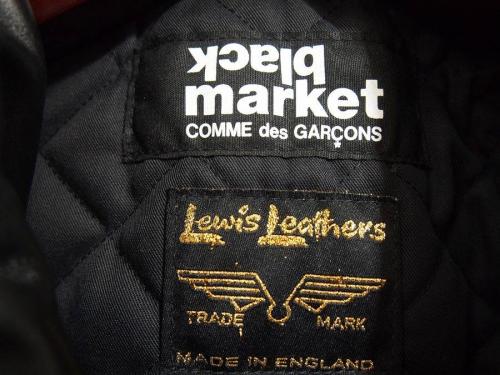 black
market
COMME des GARÇONS
Lewis Leathers
TRADE MARK
MADE IN ENGLAND